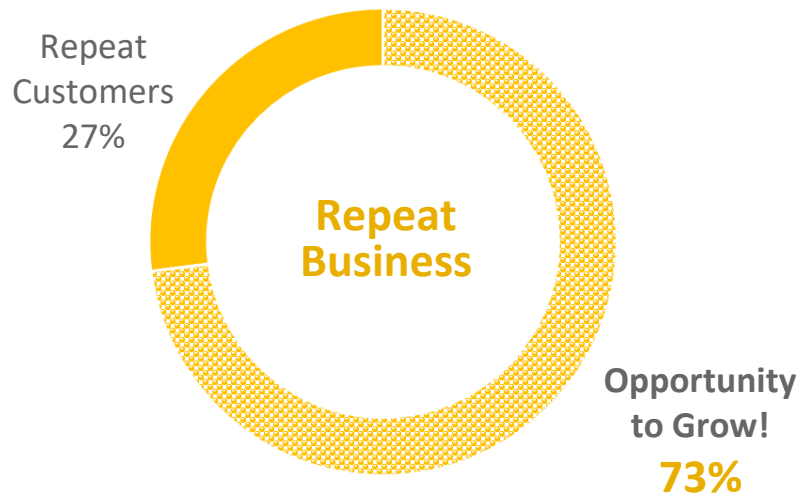 Repeat
Customers
27%
Repeat
Business
Opportunity
to Grow!
73%